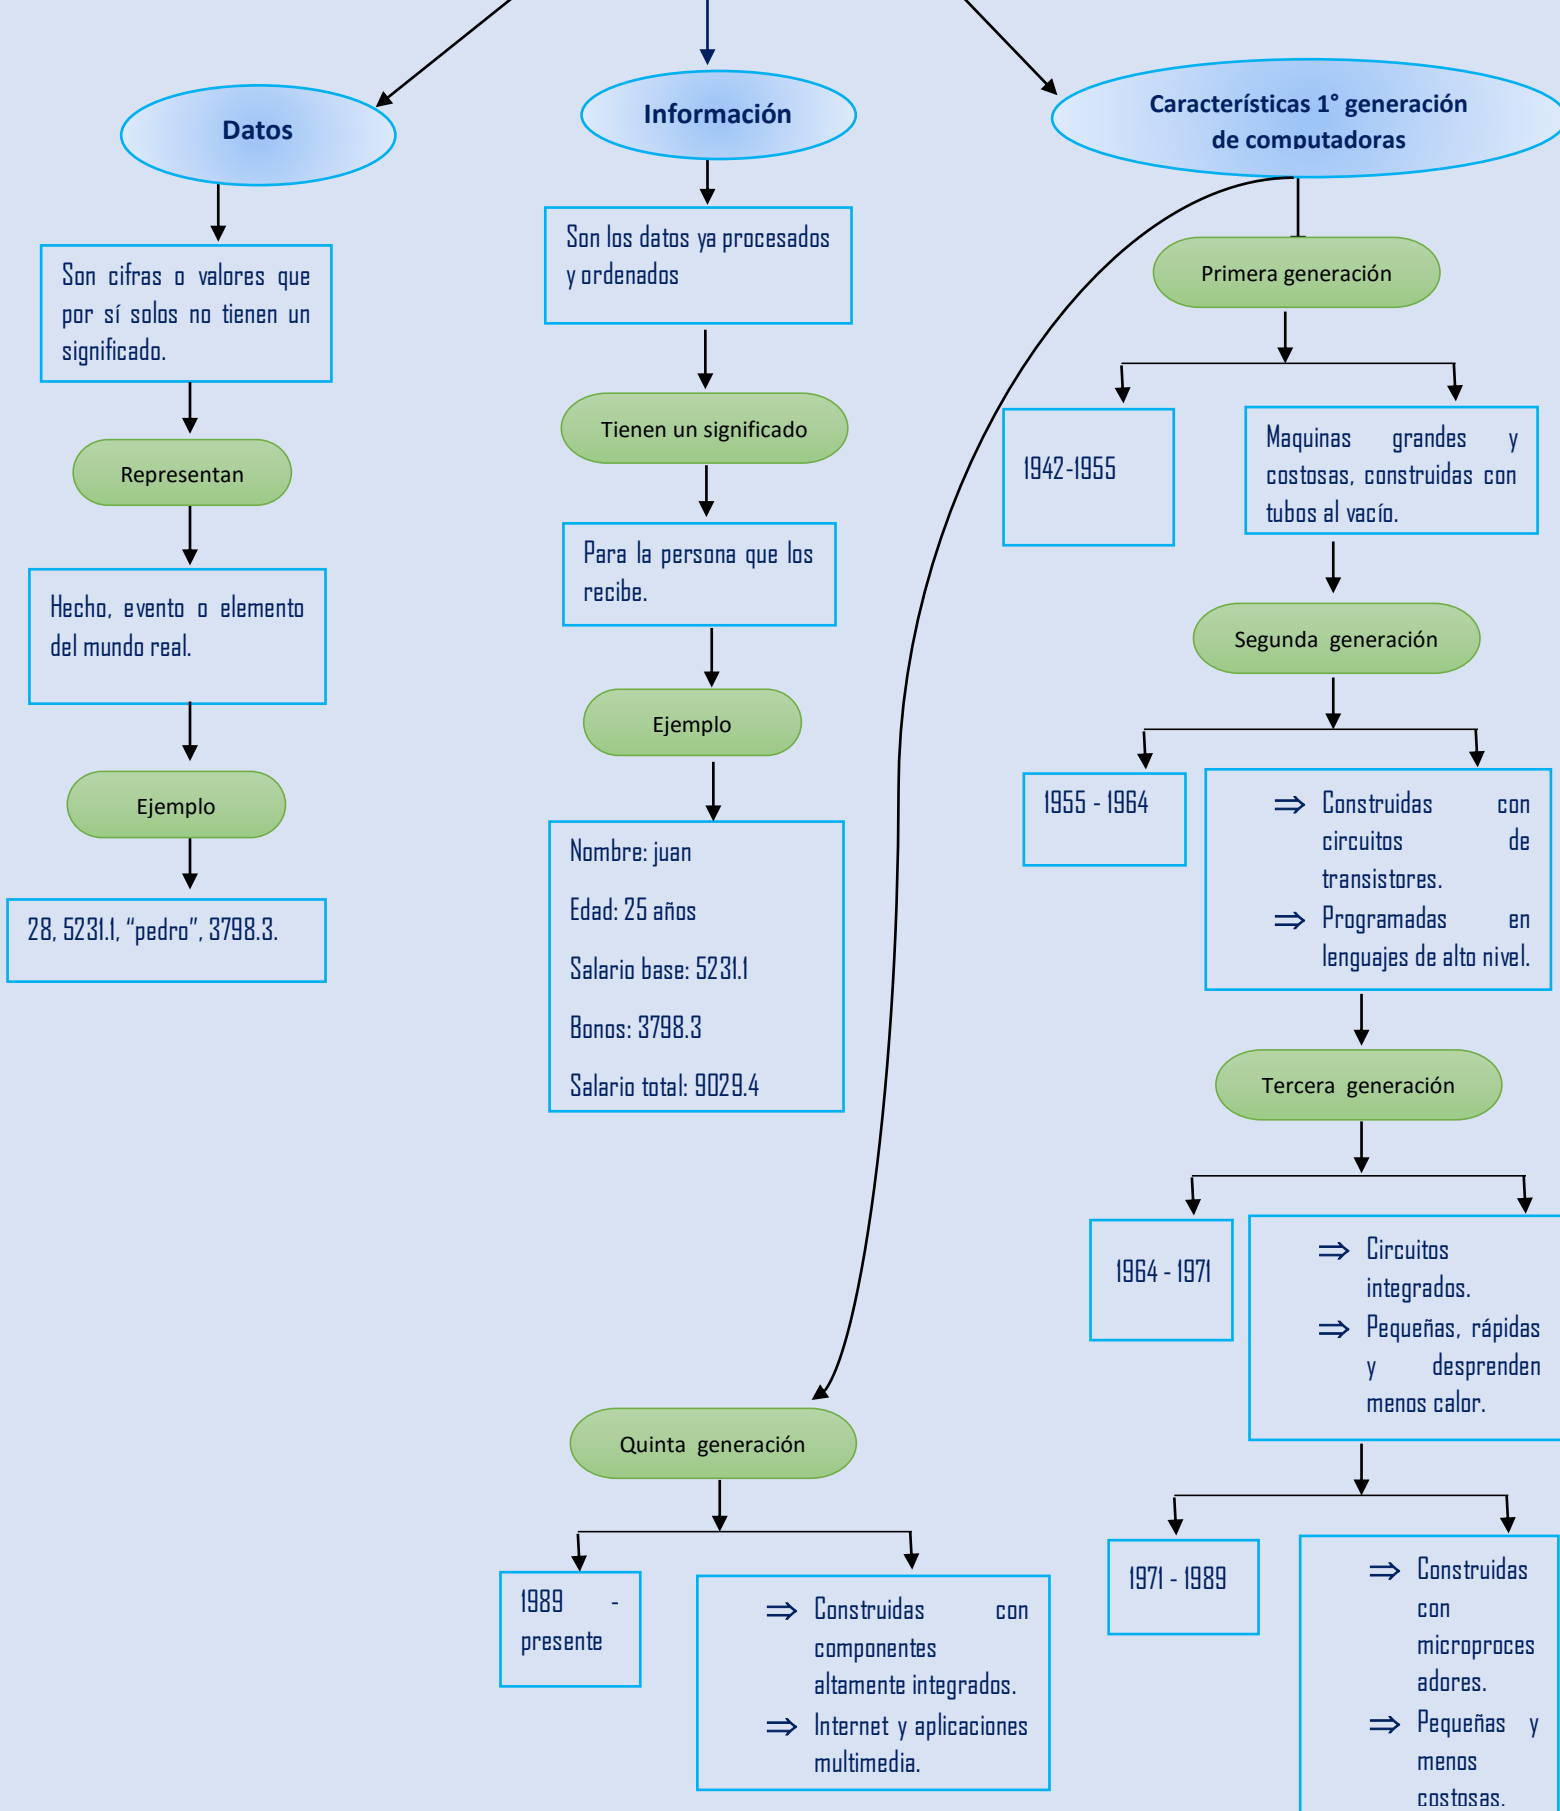 Datos
Son cifras o valores que
por sí solos no tienen un
significado.
Representan
Hecho, evento o elemento
del mundo real.
Ejemplo
28, 5231.1, “pedro”, 3798.3.
Información
Son los datos ya procesados
y ordenados
Tienen un significado
Para la persona que los
recibe.
Ejemplo
Nombre: juan
Edad: 25 años
Salario base: 5231.1
Bonos: 3798.3
Salario total: 9029.4
Características 1° generación
de computadoras
Primera generación
1942-1955
Maquinas grandes y
costosas, construidas con
tubos al vacío.
Segunda generación
1955 - 1964
⇒ Construidas con
circuitos de
transistores.
⇒ Programadas en
lenguajes de alto nivel.
Tercera generación
1964 - 1971
⇒ Circuitos
integrados.
⇒ Pequeñas, rápidas
y desprenden
menos calor.
1971 - 1989
⇒ Construidas
con
microproces
adores.
⇒ Pequeñas y
menos
costosas.
Quinta generación
1989 -
presente
⇒ Construidas con
componentes
altamente integrados.
⇒ Internet y aplicaciones
multimedia.